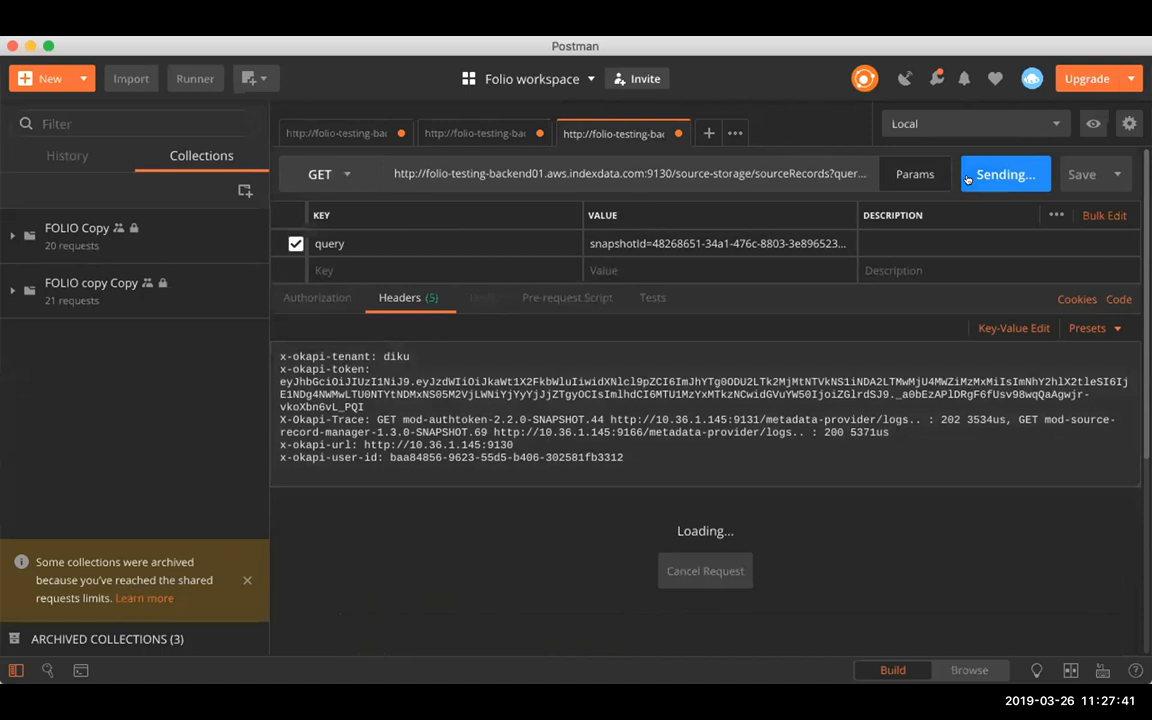 Postman
New
Import
Runner
Folio workspace
Invite
Upgrade
Filter
History
Collections
FOLIO Copy
20 requests
FOLIO copy Copy
21 requests
http://folio-testing-bac
http://folio-testing-bac
http://folio-testing-bac
Local
GET
http://folio-testing-backend01.aws.indexdata.com:9130/source-storage/sourceRecords?quer...
Params
Sending...
Save
KEY
VALUE
DESCRIPTION
Bulk Edit
query
snapshotId=48268651-34a1-476c-8803-3e896523...
Key
Value
Description
Authorization
Headers (5)
Pre-request Script
Tests
Cookies
Code
Key-Value Edit
Presets
x-okapi-tenant: diku
x-okapi-token:
X-Okapi-Trace: GET mod-authtoken-2.2.0-SNAPSHOT.44 http://10.36.1.145:9131/metadata-provider/logs.. : 202 3534us, GET mod-source-
record-manager-1.3.0-SNAPSHOT.69 http://10.36.1.145:9166/metadata-provider/logs.. : 200 5371us
x-okapi-url: http://10.36.1.145:9130
x-okapi-user-id: baa84856-9623-55d5-b406-302581fb3312
Loading...
Cancel Request
Some collections were archived
because you've reached the shared
requests limits. Learn more
ARCHIVED COLLECTIONS (3)
Build
Browse
2019-03-26 11:27:41